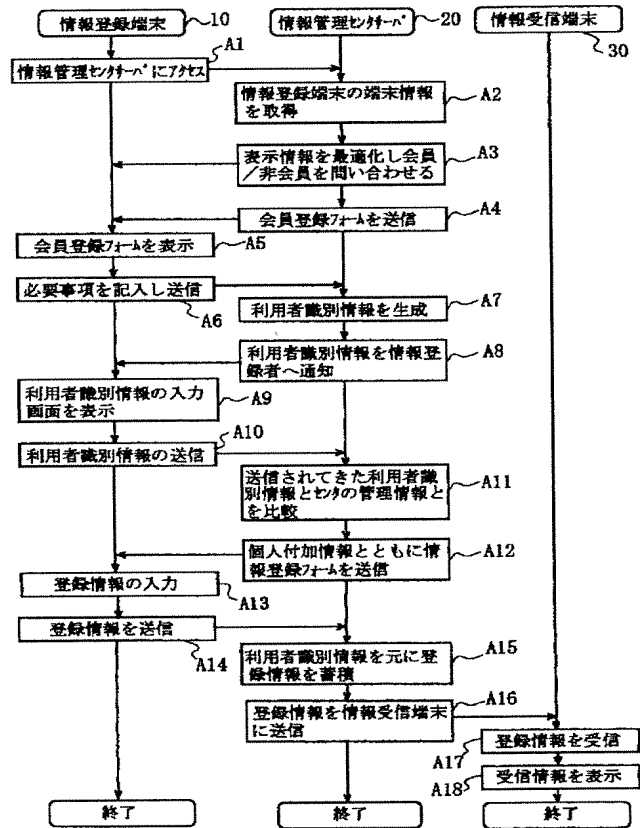 情報登録端末
10
情報管理センタサーバ
20
情報受信端末
30
A1
情報管理センタサーバにアクセス
情報登録端末の端末情報
を取得
A2
表示情報を最適化し会員
/非会員を問い合わせる
A3
会員登録フォームを送信
A4
会員登録フォームを表示
A5
必要事項を記入し送信
A6
利用者識別情報を生成
A7
利用者識別情報を情報登
録者へ通知
A8
利用者識別情報の入力
画面を表示
A9
A10
利用者識別情報の送信
送信されてきた利用者識
別情報とセンタの管理情報と
を比較
A11
個人付加情報とともに情
報登録フォームを送信
A12
登録情報の入力
A13
登録情報を送信
A14
利用者識別情報を元に登
録情報を蓄積
A15
登録情報を情報受信端末
に送信
A16
登録情報を受信
A17
受信情報を表示
A18
終了
終了
終了